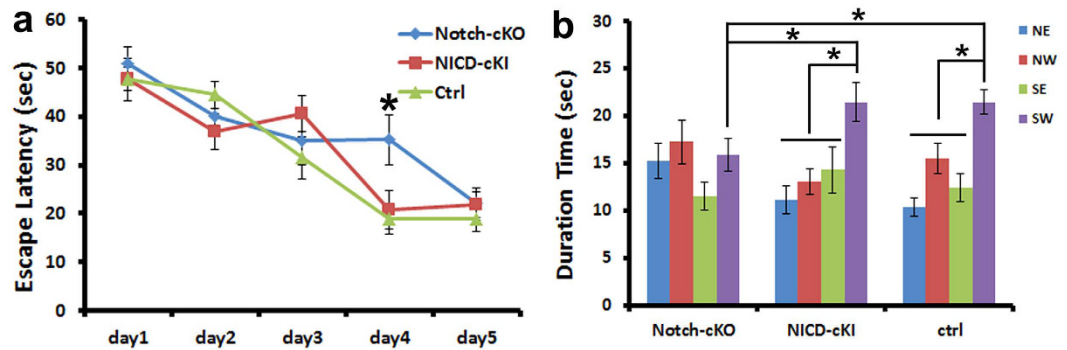 a
Escape Latency (sec)
60
50
40
30
20
10
0
Notch-cKO
NICD-cKI
Ctrl
*
day1 day2 day3 day4 day5
b
Duration Time (sec)
30
25
20
15
10
5
0
*
* *
* 
NE
NW
SE
SW
Notch-cKO NICD-cKI ctrl